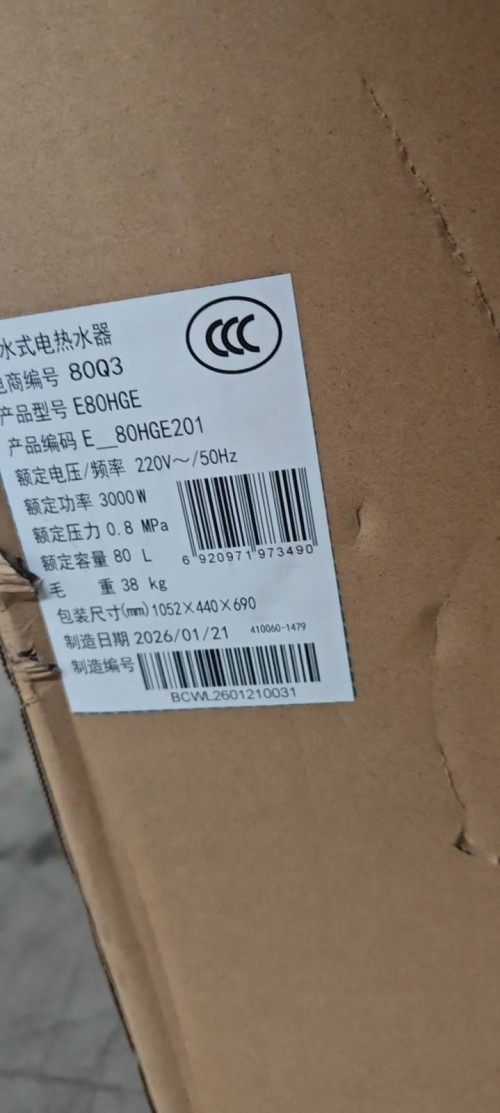 水式电热水器
CCC
电商编号 80Q3
产品型号 E80HGE
产品编码 E__80HGE201
额定电压/频率 220V～/50Hz
额定功率 3000W
额定压力 0.8 MPa
额定容量 80 L
6 920971 973490
毛 重 38 kg
包装尺寸(mm)1052×440×690
制造日期 2026/01/21
410060-1479
制造编号
BCWL2601210031